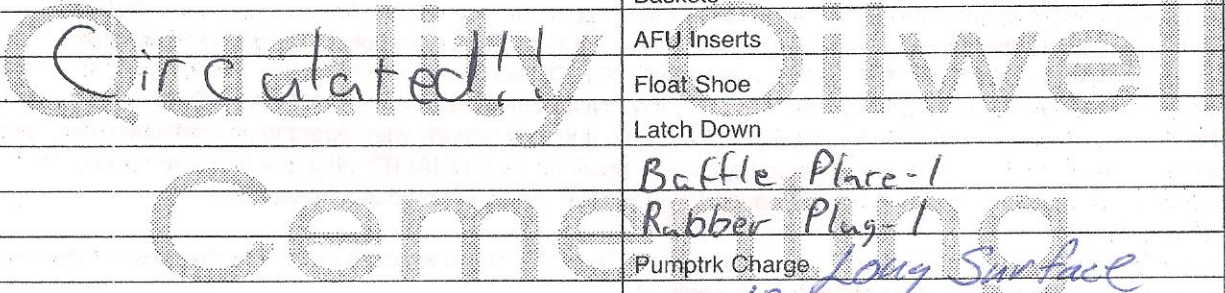 Baskets
Quality Oilwell
Circulated!!
AFU Inserts
Float Shoe
Latch Down
Baffle Plare-1
Rubber Plug-1
Cementing
Pumptrk Charge Long Surface